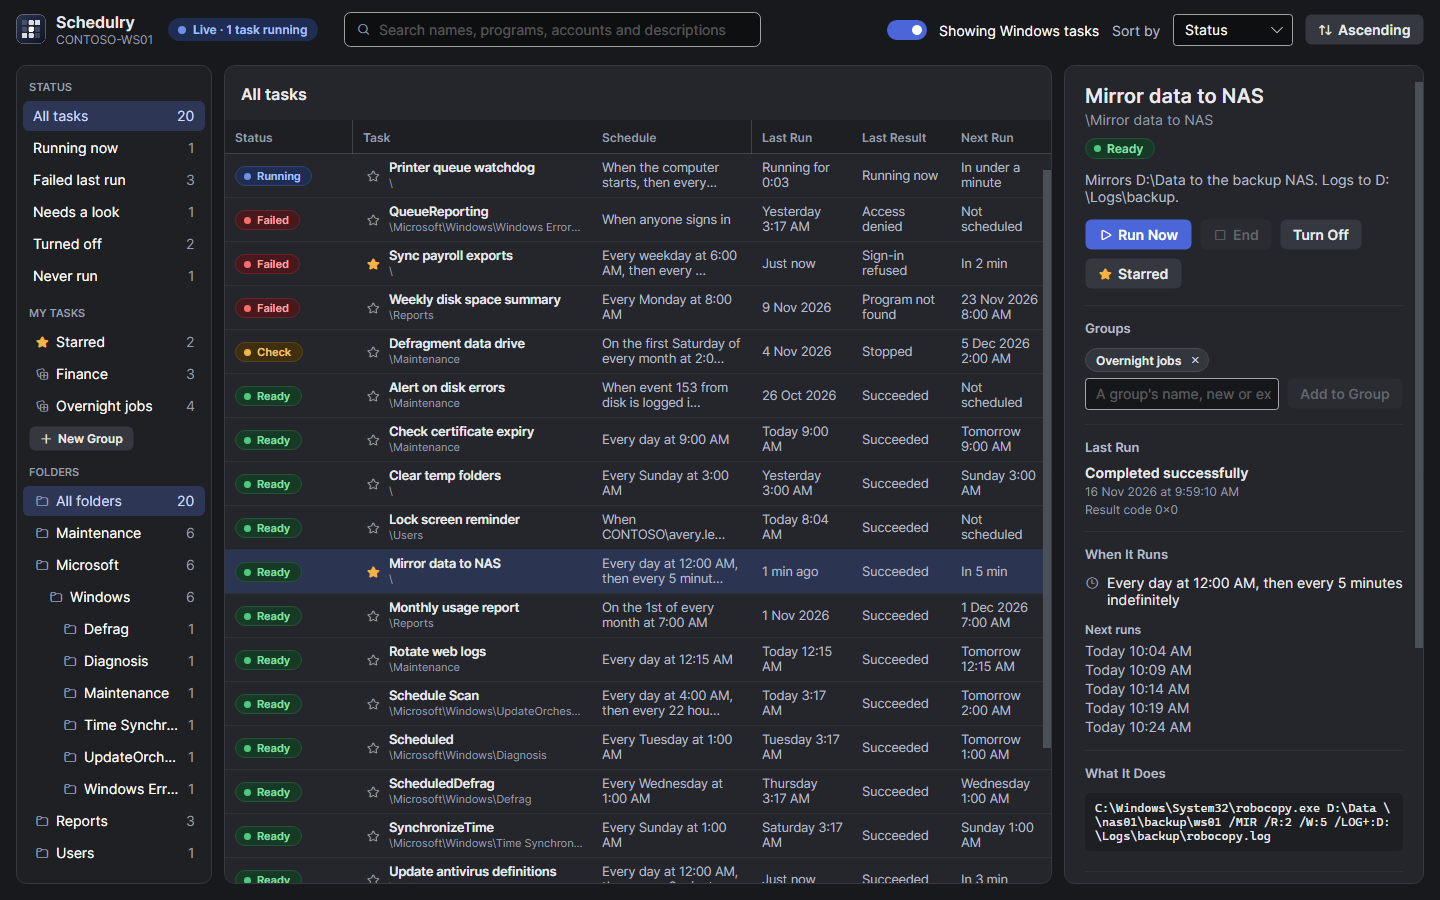 Schedulry
CONTOSO-WS01
Live · 1 task running
Search names, programs, accounts and descriptions
Showing Windows tasks
Sort by
Status
Ascending
STATUS
All tasks 20
Running now 1
Failed last run 3
Needs a look 1
Turned off 2
Never run 1
MY TASKS
Starred 2
Finance 3
Overnight jobs 4
New Group
FOLDERS
All folders 20
Maintenance 6
Microsoft 6
Windows 6
Defrag 1
Diagnosis 1
Maintenance 1
Time Synchr... 1
UpdateOrch... 1
Windows Err... 1
Reports 3
Users 1
All tasks
Status Task Schedule Last Run Last Result Next Run
Running Printer queue watchdog When the computer Running for Running now In under a
\ starts, then every... 0:03 minute
Failed QueueReporting When anyone signs in Yesterday Access Not
\Microsoft\Windows\Windows Error... 3:17 AM denied scheduled
Failed Sync payroll exports Every weekday at 6:00 Just now Sign-in In 2 min
\ AM, then every ... refused
Failed Weekly disk space summary Every Monday at 8:00 9 Nov 2026 Program not 23 Nov 2026
\Reports AM found 8:00 AM
Check Defragment data drive On the first Saturday of 4 Nov 2026 Stopped 5 Dec 2026
\Maintenance every month at 2:0... 2:00 AM
Ready Alert on disk errors When event 153 from 26 Oct 2026 Succeeded Not
\Maintenance disk is logged i... scheduled
Ready Check certificate expiry Every day at 9:00 AM Today 9:00 Succeeded Tomorrow
\Maintenance AM 9:00 AM
Ready Clear temp folders Every Sunday at 3:00 Yesterday Succeeded Sunday 3:00
\ AM 3:00 AM AM
Ready Lock screen reminder When Today 8:04 Succeeded Not
\Users CONTOSO\avery.le... AM scheduled
Ready Mirror data to NAS Every day at 12:00 AM, 1 min ago Succeeded In 5 min
\ then every 5 minut...
Ready Monthly usage report On the 1st of every 1 Nov 2026 Succeeded 1 Dec 2026
\Reports month at 7:00 AM 7:00 AM
Ready Rotate web logs Every day at 12:15 AM Today 12:15 Succeeded Tomorrow
\Maintenance AM 12:15 AM
Ready Schedule Scan Every day at 4:00 AM, Today 3:17 Succeeded Tomorrow
\Microsoft\Windows\UpdateOrches... then every 22 hou... AM 2:00 AM
Ready Scheduled Every Tuesday at 1:00 Tuesday 3:17 Succeeded Tomorrow
\Microsoft\Windows\Diagnosis AM AM 1:00 AM
Ready ScheduledDefrag Every Wednesday at Thursday Succeeded Wednesday
\Microsoft\Windows\Defrag 1:00 AM 3:17 AM 1:00 AM
Ready SynchronizeTime Every Sunday at 1:00 Saturday 3:17 Succeeded Sunday 1:00
\Microsoft\Windows\Time Synchron... AM AM AM
Ready Update antivirus definitions Every day at 12:00 AM, Just now Succeeded In 3 min
Mirror data to NAS
\Mirror data to NAS
Ready
Mirrors D:\Data to the backup NAS. Logs to D:
\Logs\backup.
Run Now
End
Turn Off
Starred
Groups
Overnight jobs ×
A group's name, new or ex
Add to Group
Last Run
Completed successfully
16 Nov 2026 at 9:59:10 AM
Result code 0×0
When It Runs
Every day at 12:00 AM, then every 5 minutes
indefinitely
Next runs
Today 10:04 AM
Today 10:09 AM
Today 10:14 AM
Today 10:19 AM
Today 10:24 AM
What It Does
C:\Windows\System32\robocopy.exe D:\Data \
\nas01\backup\ws01 /MIR /R:2 /W:5 /LOG+:D:
\Logs\backup\robocopy.log